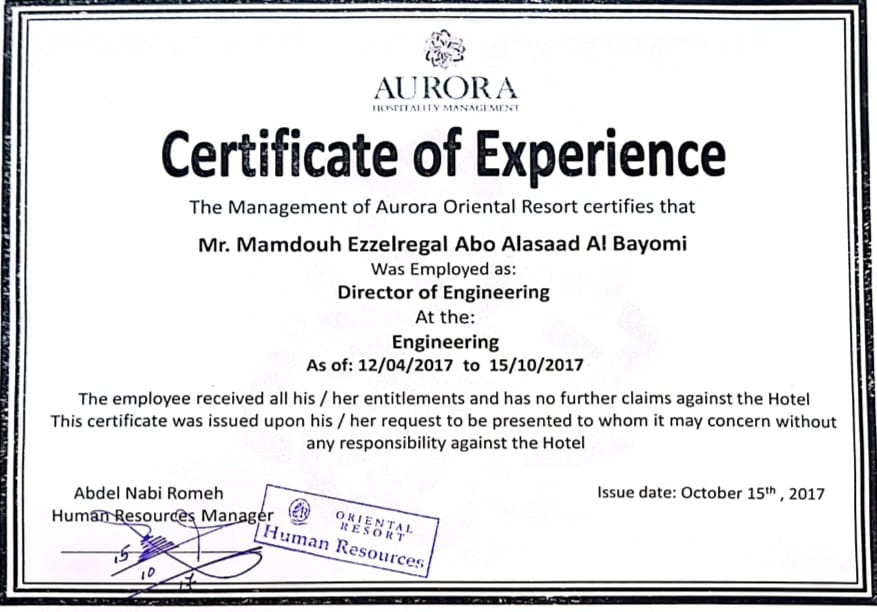 AURORA
HOSPITALITY MANAGEMENT
Certificate of Experience
The Management of Aurora Oriental Resort certifies that
Mr. Mamdouh Ezzelregal Abo Alasaad Al Bayomi
Was Employed as:
Director of Engineering
At the:
Engineering
As of: 12/04/2017 to 15/10/2017
The employee received all his / her entitlements and has no further claims against the Hotel
This certificate was issued upon his / her request to be presented to whom it may concern without
any responsibility against the Hotel
Abdel Nabi Romeh
Human Resources Manager
Issue date: October 15th , 2017
ORIENTAL
RESORT
Human Resources
15
10
17